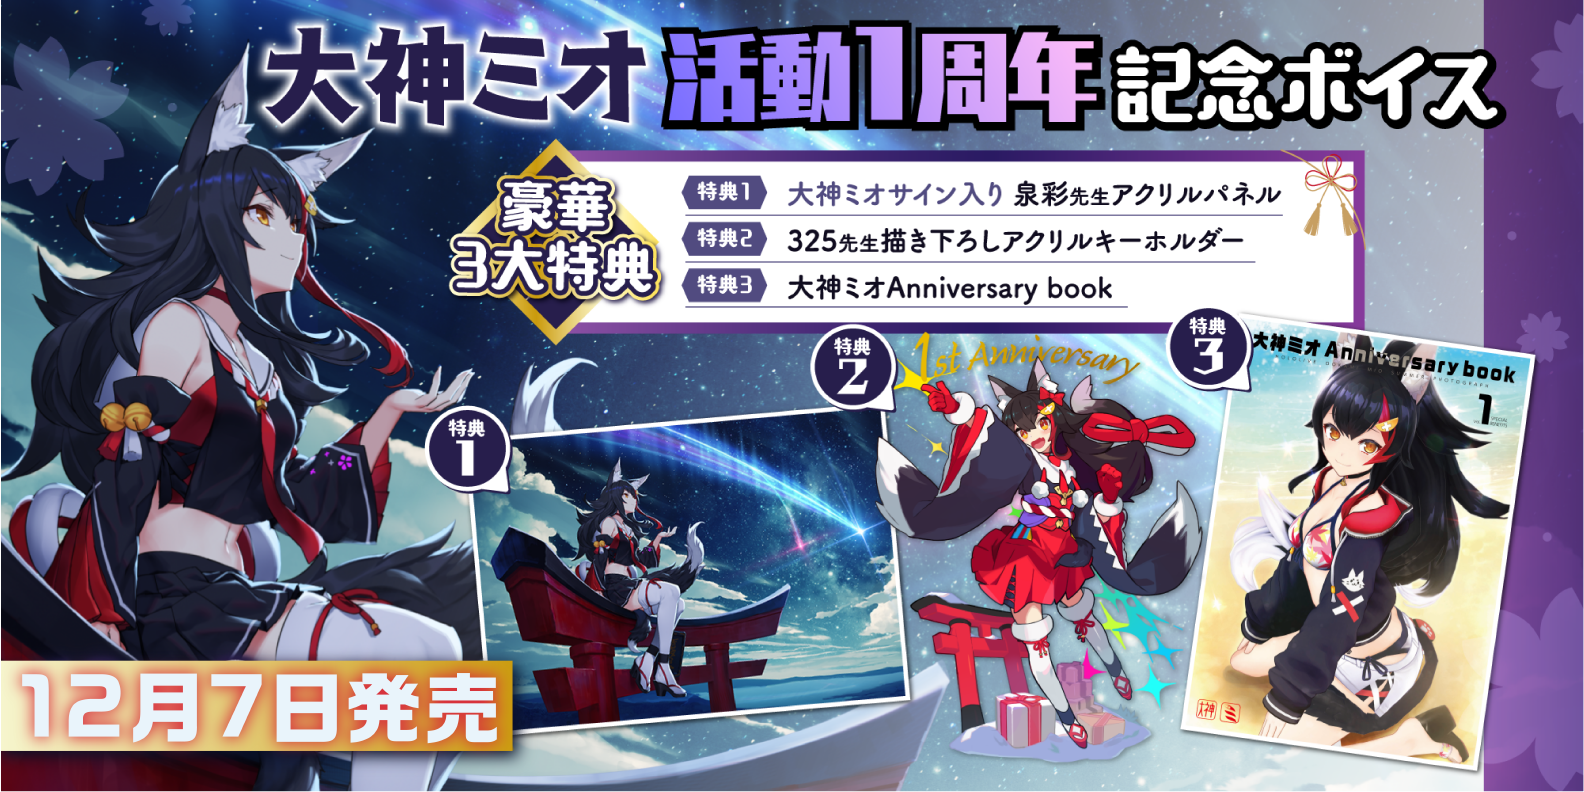 大神ミオ 活動1周年 記念ボイス
豪華
3大特典
特典1 大神ミオサイン入り 泉彩先生アクリルパネル
特典2 325先生描き下ろしアクリルキーホルダー
特典3 大神ミオAnniversary book
特典
1
特典
2
1st Anniversary
特典
3
大神ミオ Anniversary book
1
大神 ミ
12月7日発売